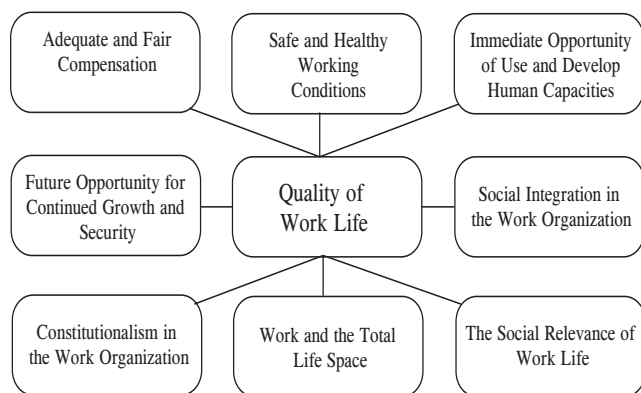 Adequate and Fair
Compensation
Safe and Healthy
Working
Conditions
Immediate Opportunity
of Use and Develop
Human Capacities
Future Opportunity for
Continued Growth and
Security
Quality of
Work Life
Social Integration in
the Work Organization
Constitutionalism in
the Work Organization
Work and the Total
Life Space
The Social Relevance of
Work Life